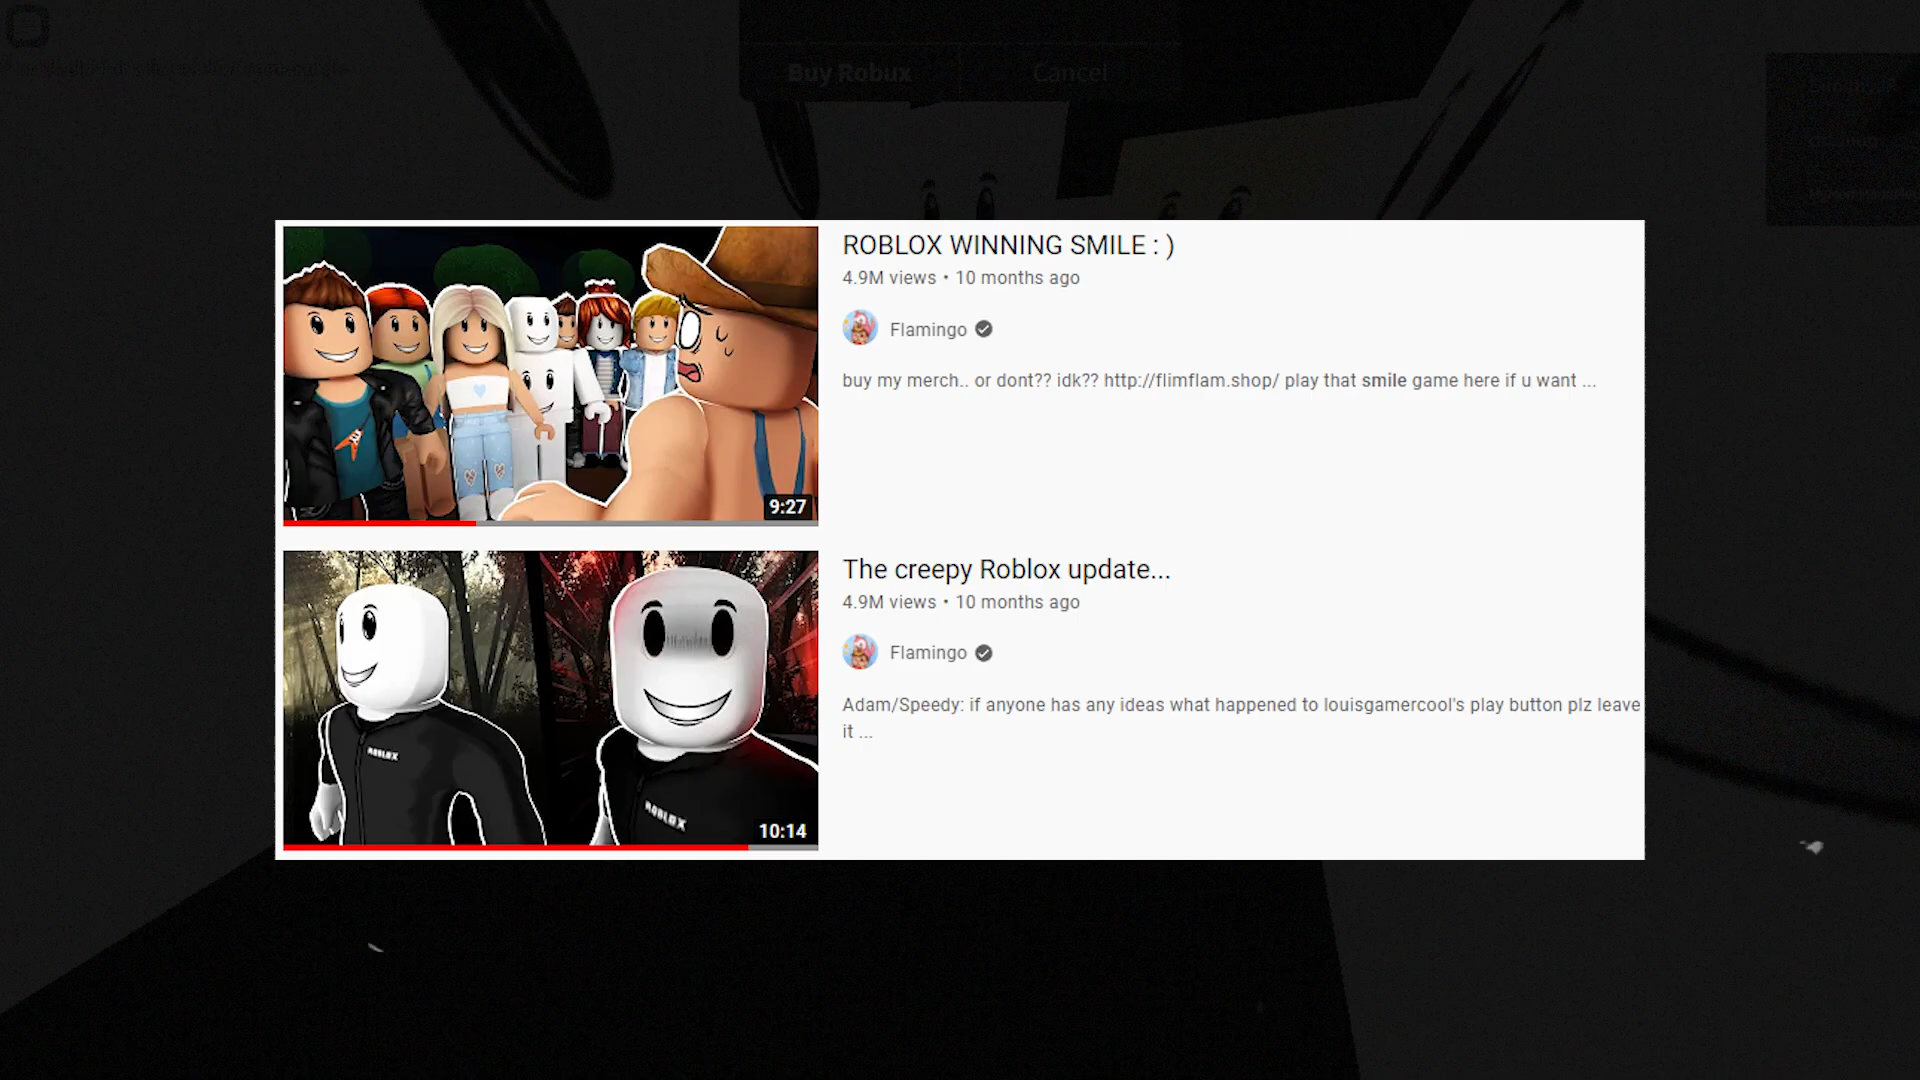 Buy Robux
Cancel
ROBLOX WINNING SMILE : )
4.9M views • 10 months ago
Flamingo
buy my merch.. or dont?? idk?? http://flimflam.shop/ play that smile game here if u want ...
9:27
The creepy Roblox update...
4.9M views • 10 months ago
Flamingo
Adam/Speedy: if anyone has any ideas what happened to louisgamercool's play button plz leave
it ...
ROBLOX
ROBLOX
10:14